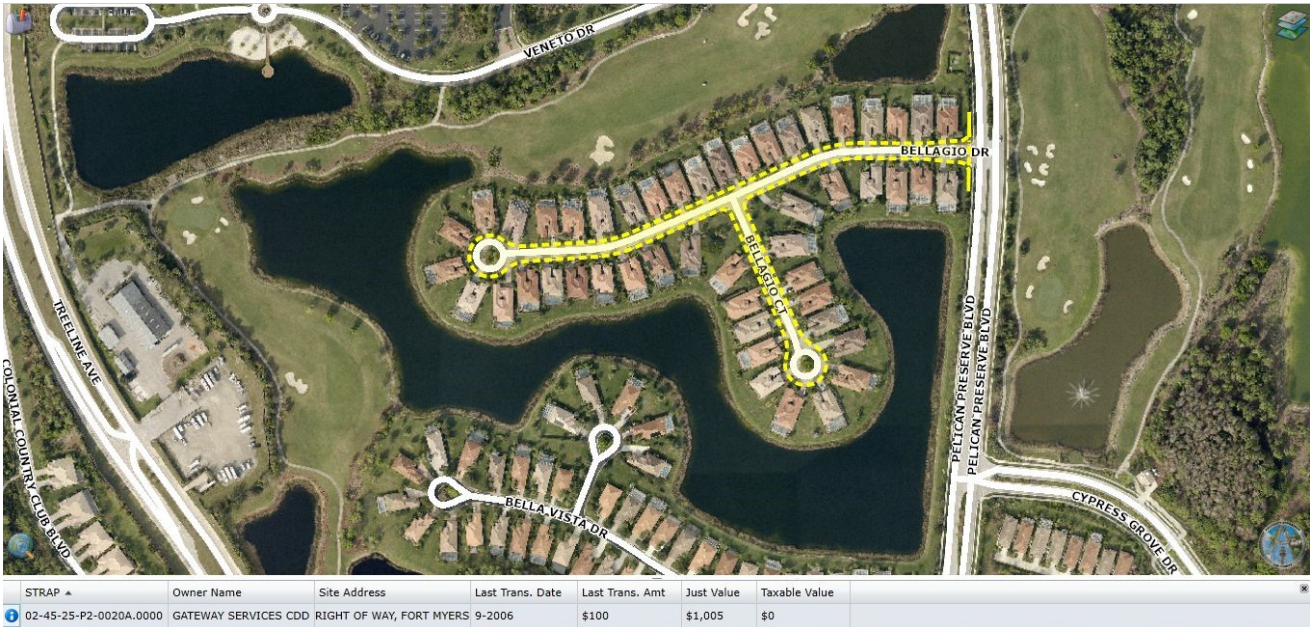 VENETO DR
BELLAGIO DR
BELLAGIO CT
TREELINE AVE
COLONIAL COUNTRY CLUB BLVD
PELICAN PRESERVE BLVD
PELICAN PRESERVE BLVD
BELLA VISTA DR
CYPRESS GROVE DR
STRAP Owner Name Site Address Last Trans. Date Last Trans. Amt Just Value Taxable Value
02-45-25-P2-0020A.0000 GATEWAY SERVICES CDD RIGHT OF WAY, FORT MYERS 9-2006 $100 $1,005 $0